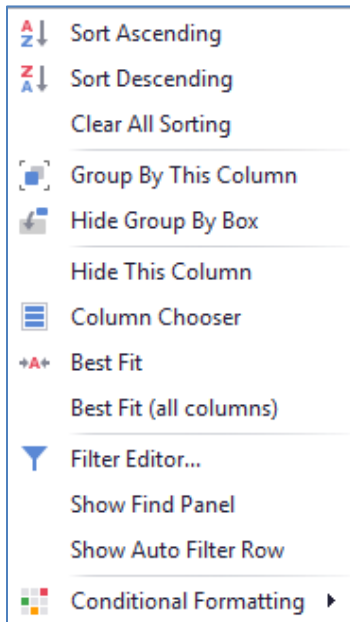 Sort Ascending
Sort Descending
Clear All Sorting
Group By This Column
Hide Group By Box
Hide This Column
Column Chooser
Best Fit
Best Fit (all columns)
Filter Editor...
Show Find Panel
Show Auto Filter Row
Conditional Formatting